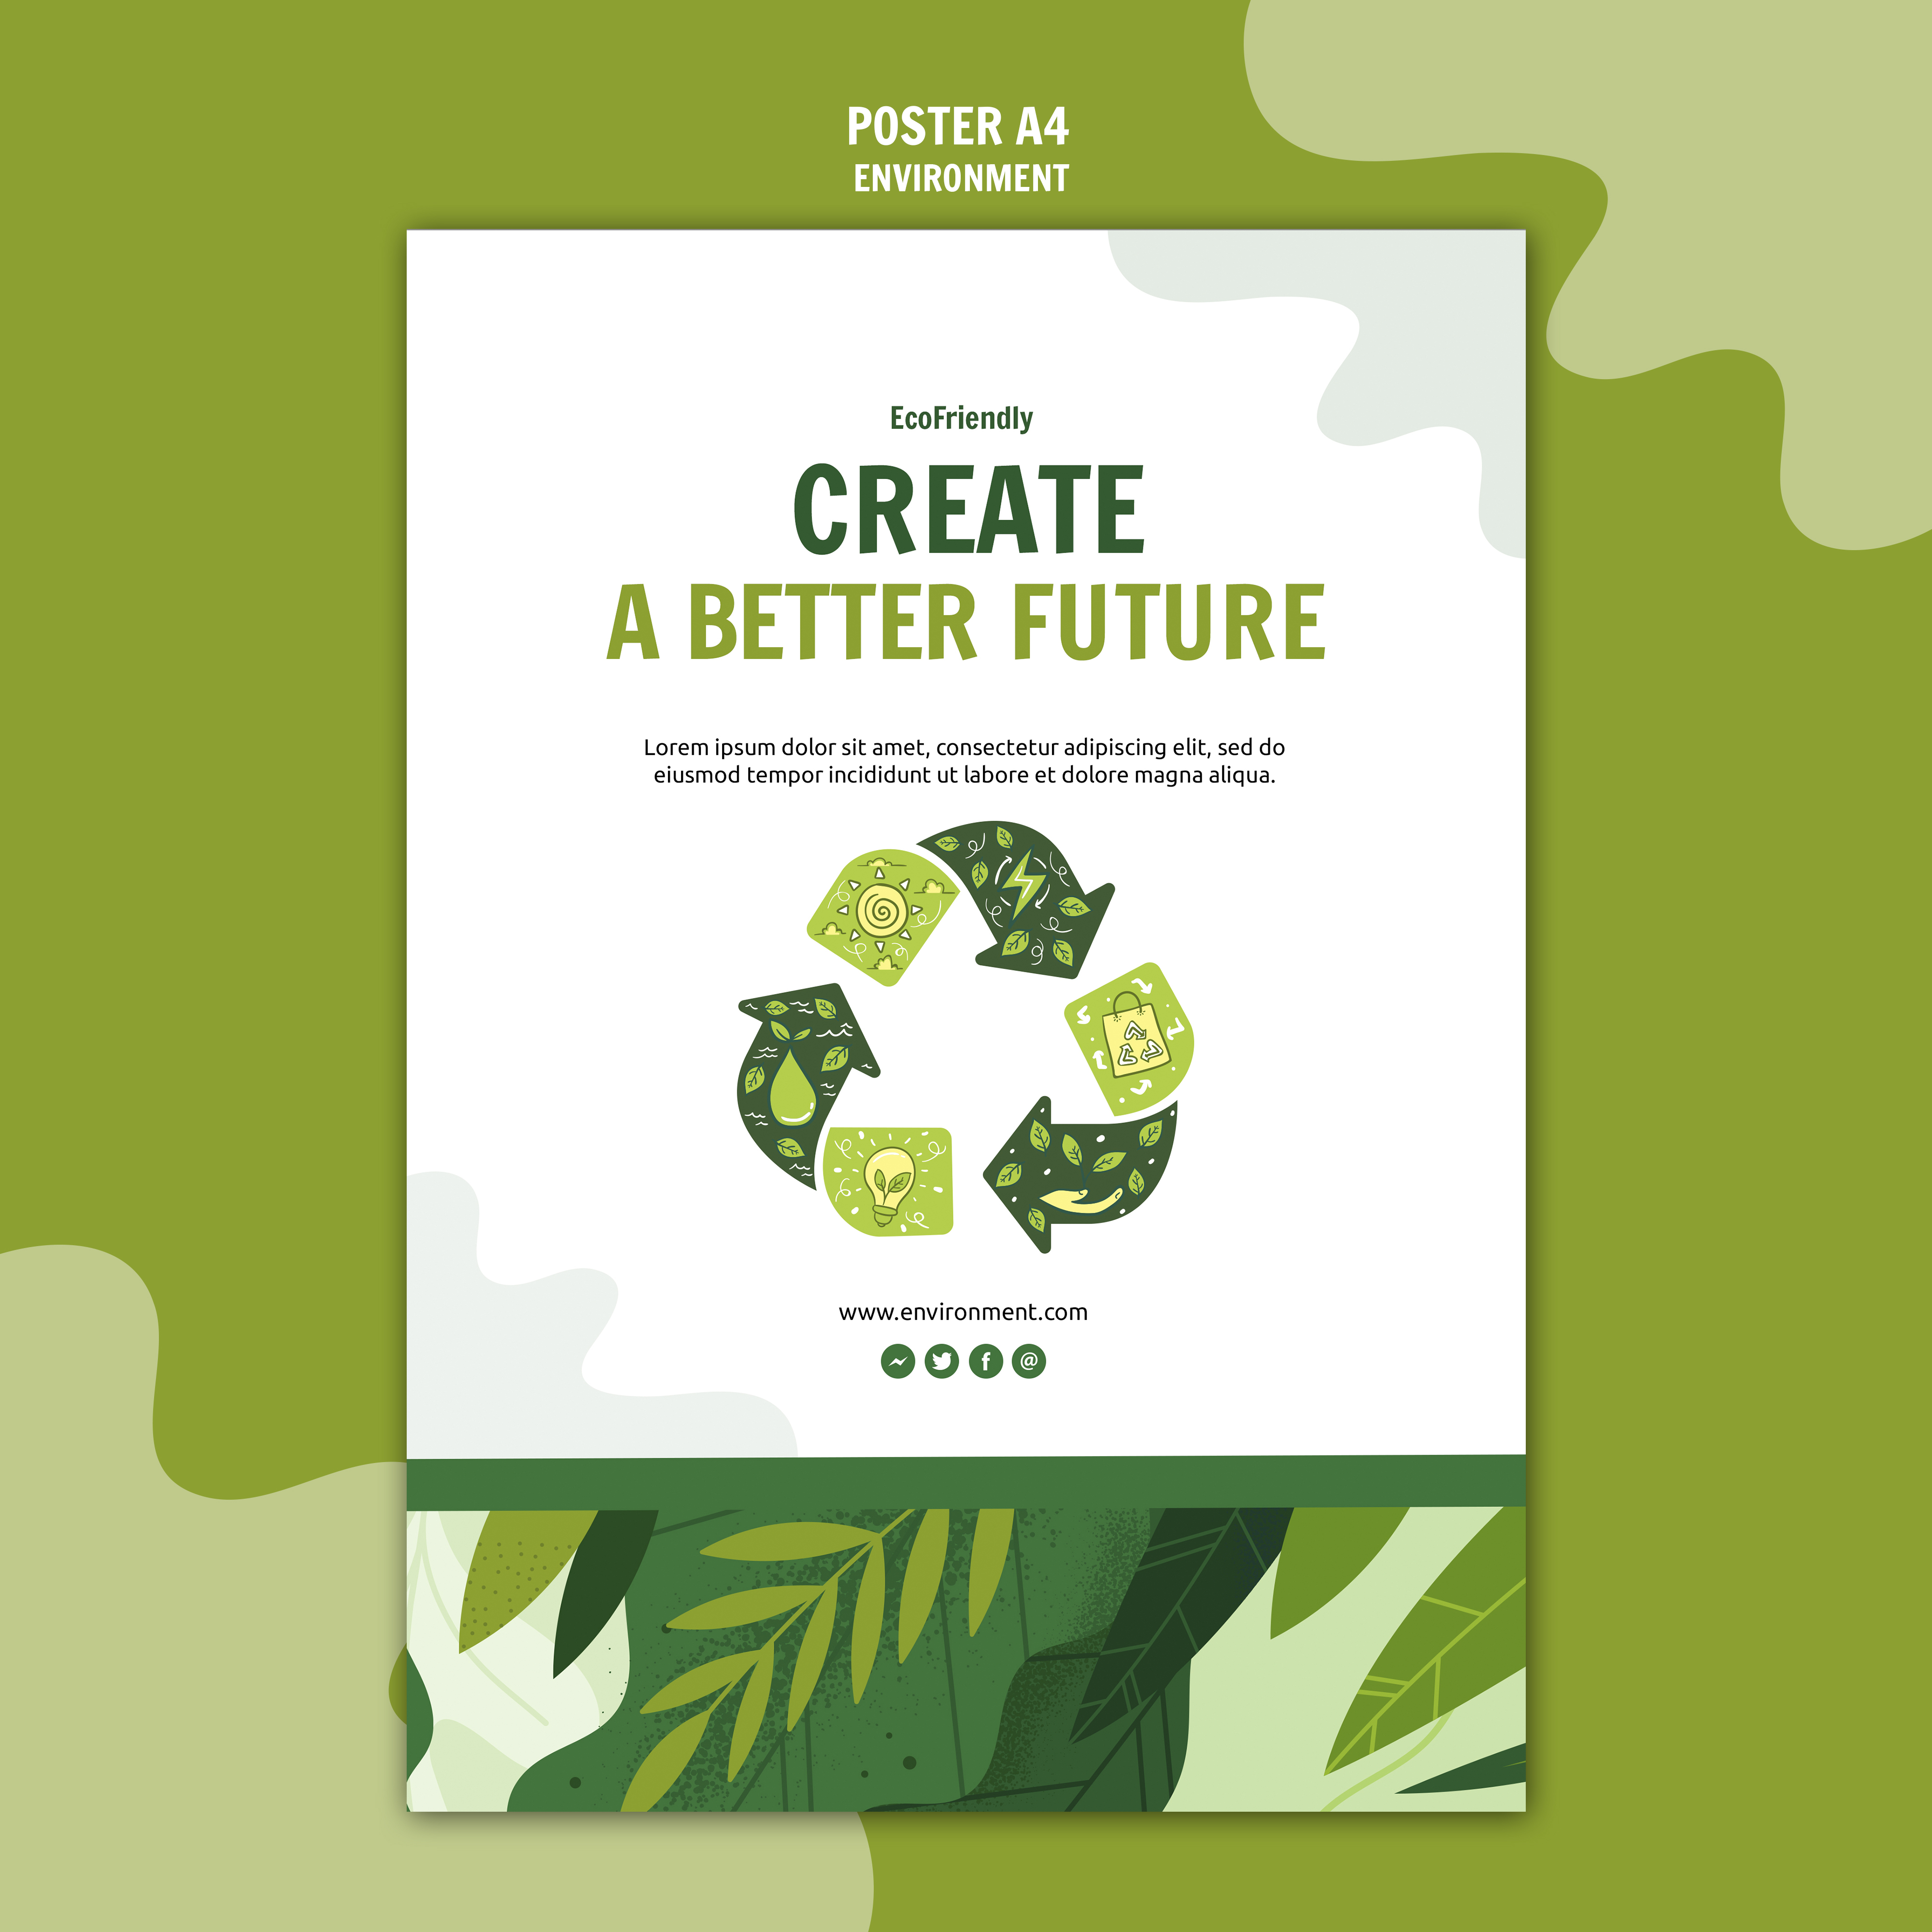 POSTER A4
ENVIRONMENT
EcoFriendly
CREATE
A BETTER FUTURE
Lorem ipsum dolor sit amet, consectetur adipiscing elit, sed do
eiusmod tempor incididunt ut labore et dolore magna aliqua.
www.environment.com